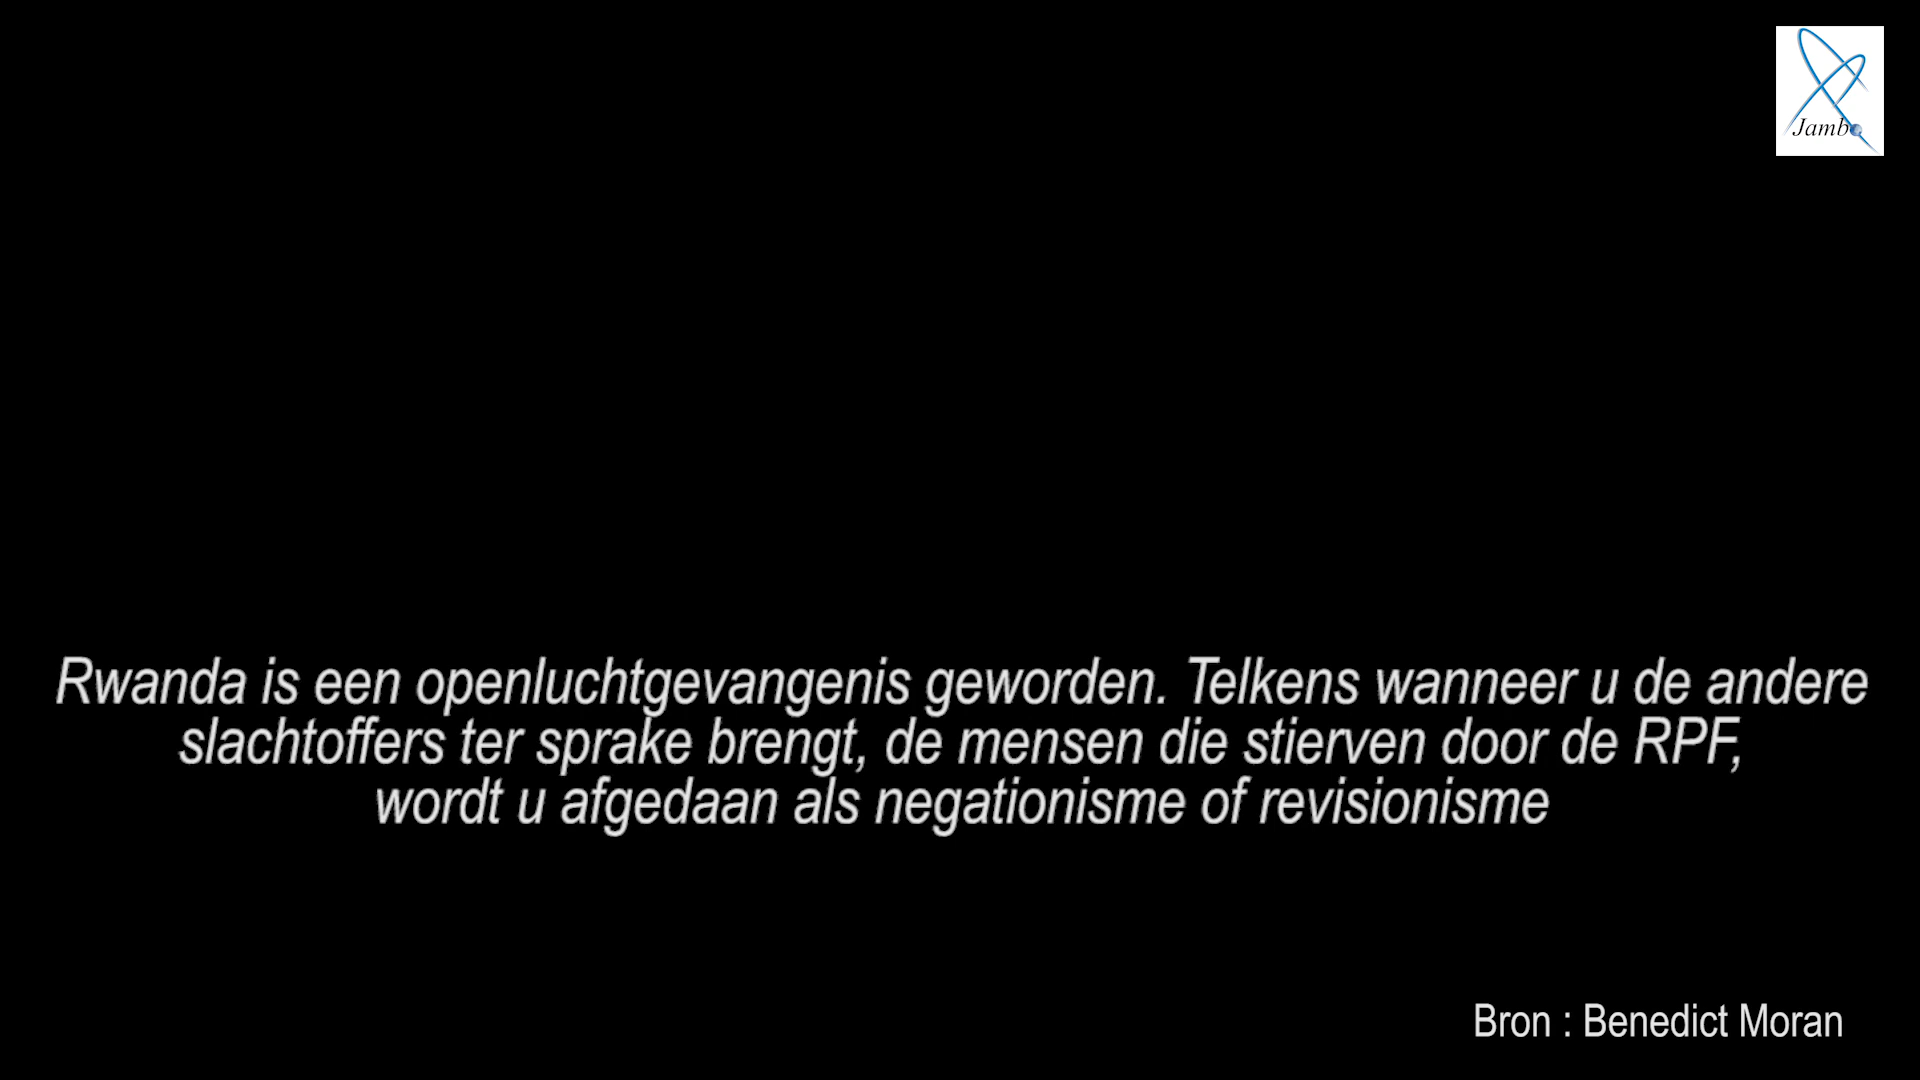 Jambo
Rwanda is een openluchtgevangenis geworden. Telkens wanneer u de andere
slachtoffers ter sprake brengt, de mensen die stierven door de RPF,
wordt u afgedaan als negationisme of revisionisme
Bron : Benedict Moran